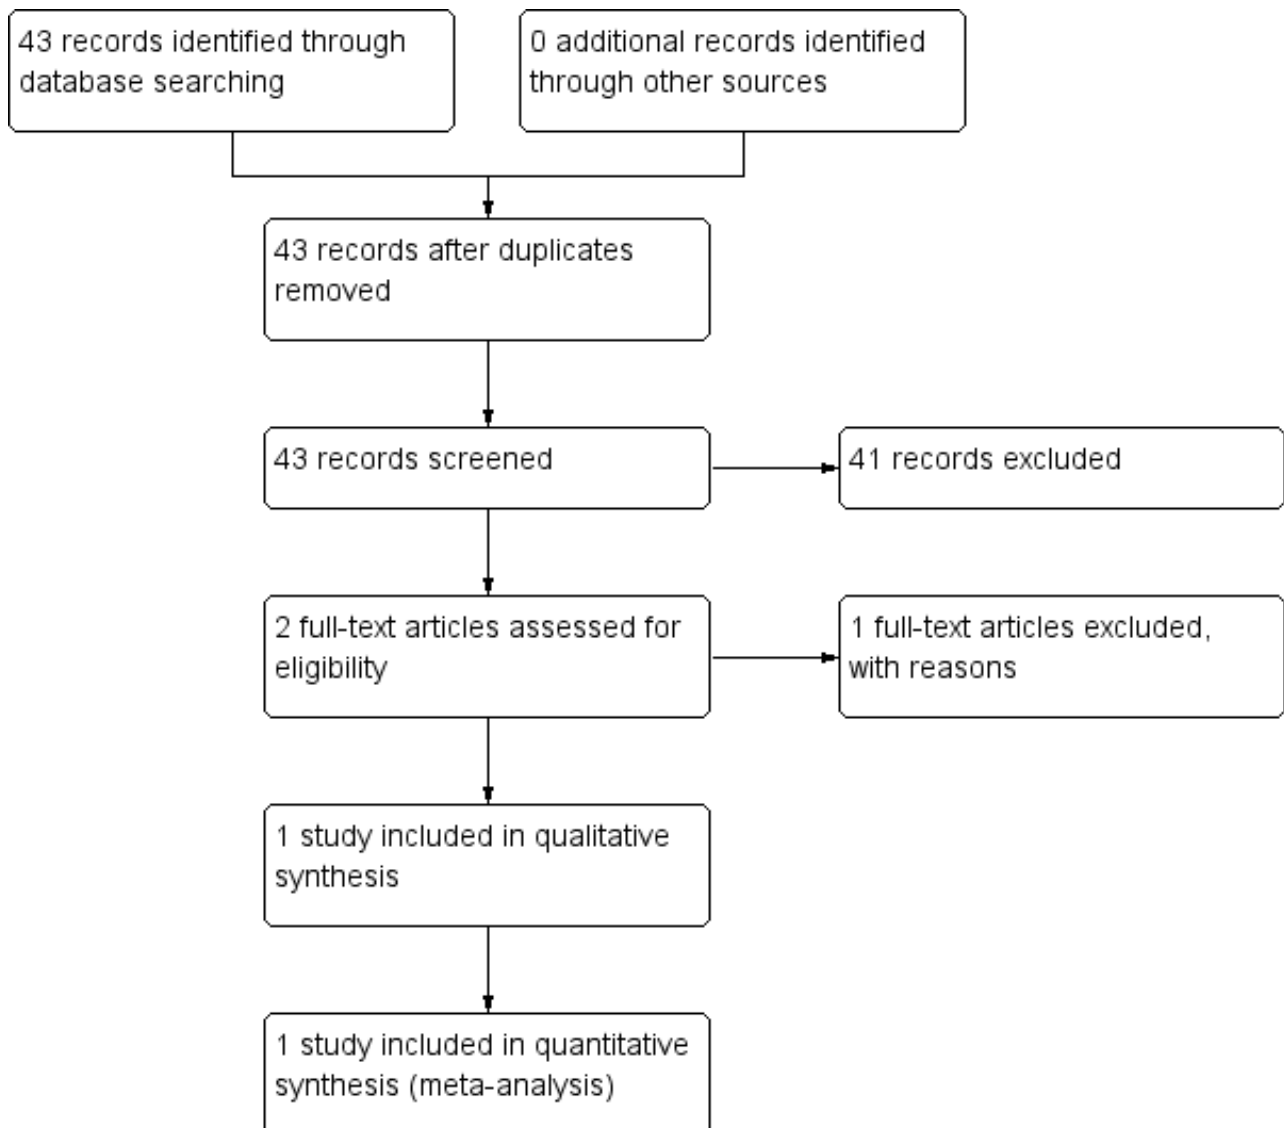 43 records identified through
database searching
0 additional records identified
through other sources
43 records after duplicates
removed
43 records screened
41 records excluded
2 full-text articles assessed for
eligibility
1 full-text articles excluded,
with reasons
1 study included in qualitative
synthesis
1 study included in quantitative
synthesis (meta-analysis)